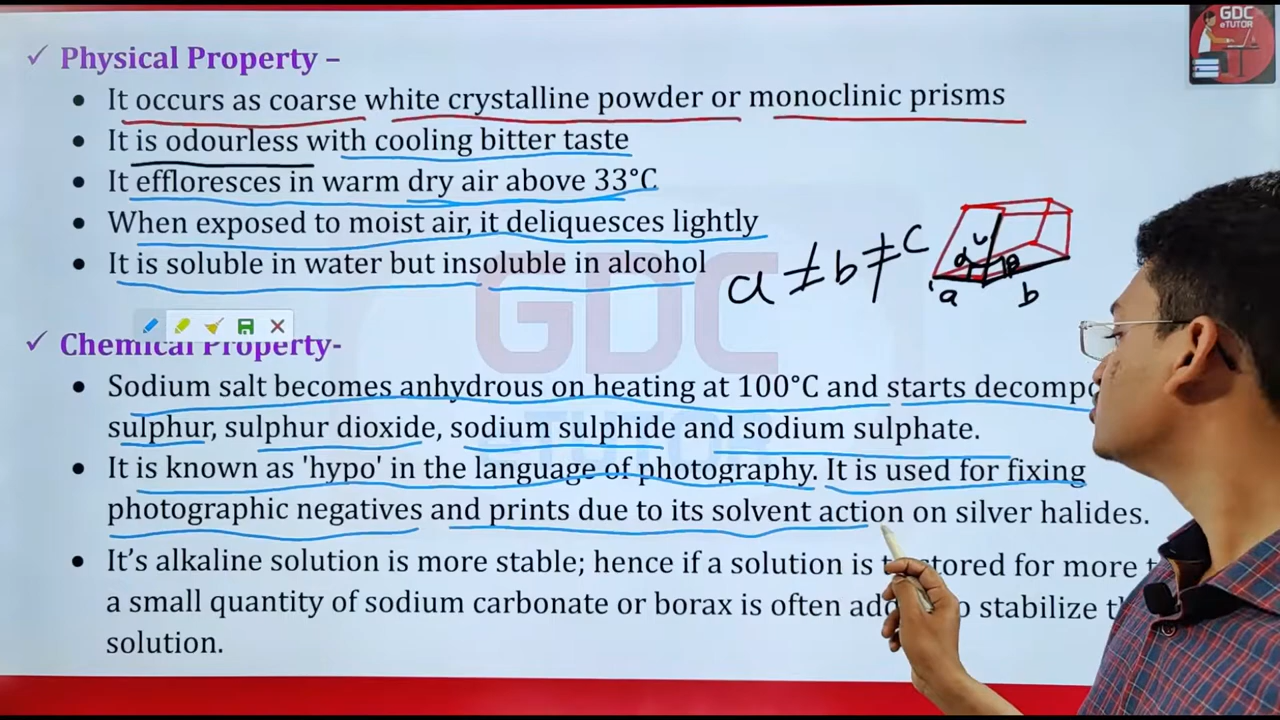 GDC
eTUTOR
✓ Physical Property –
• It occurs as coarse white crystalline powder or monoclinic prisms
• It is odourless with cooling bitter taste
• It effloresces in warm dry air above 33°C
• When exposed to moist air, it deliquesces lightly
• It is soluble in water but insoluble in alcohol
a ≠ b ≠ c
a b
GDC
eTUTOR
✓ Chemical Property-
• Sodium salt becomes anhydrous on heating at 100°C and starts
sulphur, sulphur dioxide, sodium sulphide and sodium sulphate.
• It is known as 'hypo' in the language of photography. It is used for fixing
photographic negatives and prints due to its solvent action on silver halides.
• It's alkaline solution is more stable; hence if a solution is stored for more
a small quantity of sodium carbonate or borax is often to stabilize
solution.